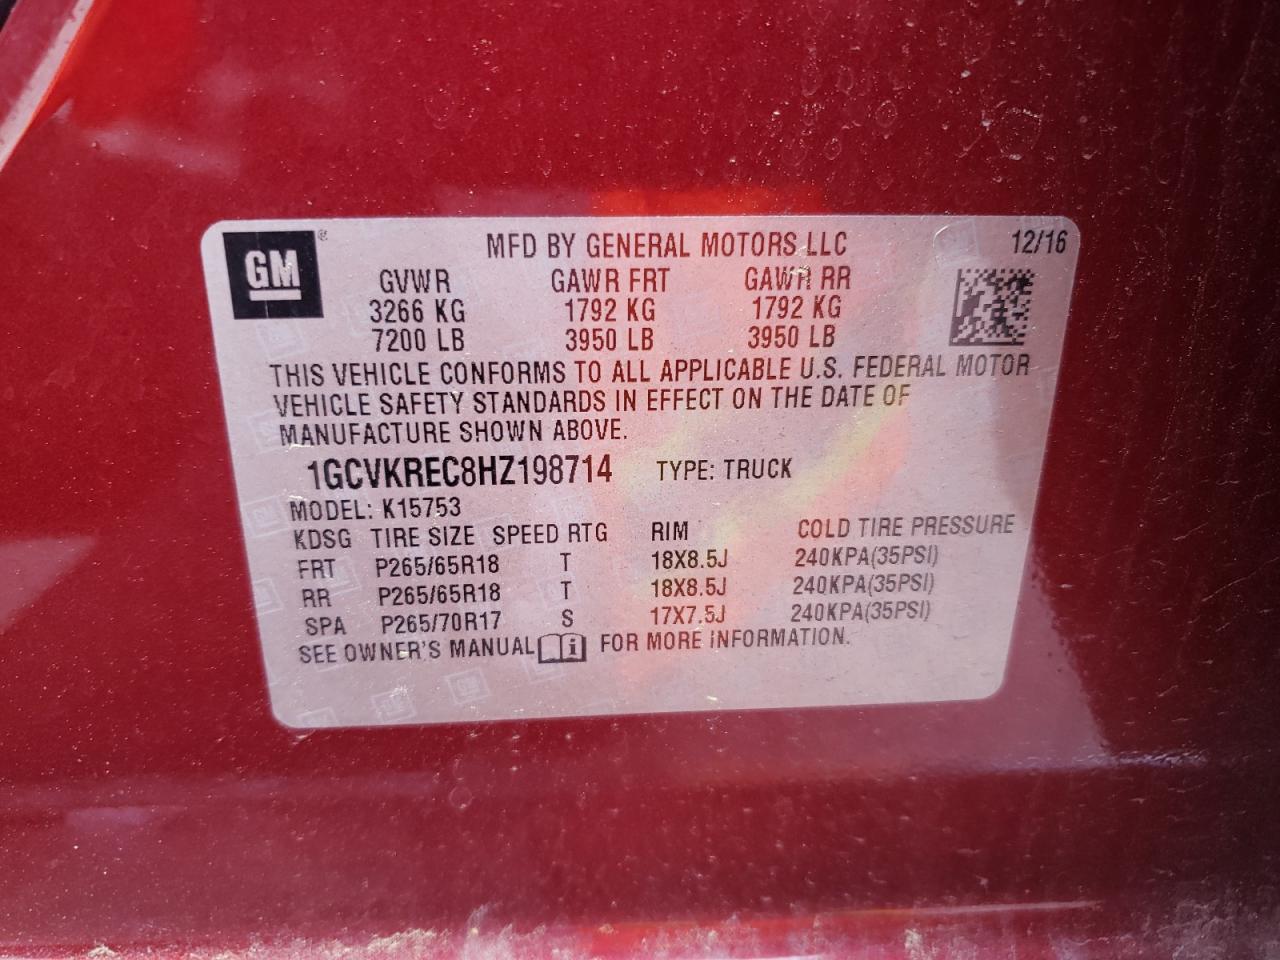 GM ® MFD BY GENERAL MOTORS LLC 12/16
GVWR GAWR FRT GAWR RR
3266 KG 1792 KG 1792 KG
7200 LB 3950 LB 3950 LB
THIS VEHICLE CONFORMS TO ALL APPLICABLE U.S. FEDERAL MOTOR
VEHICLE SAFETY STANDARDS IN EFFECT ON THE DATE OF
MANUFACTURE SHOWN ABOVE.
1GCVKREC8HZ198714 TYPE: TRUCK
MODEL: K15753
KDSG TIRE SIZE SPEED RTG RIM COLD TIRE PRESSURE
FRT P265/65R18 T 18X8.5J 240KPA(35PSI)
RR P265/65R18 T 18X8.5J 240KPA(35PSI)
SPA P265/70R17 S 17X7.5J 240KPA(35PSI)
SEE OWNER'S MANUAL i FOR MORE INFORMATION.